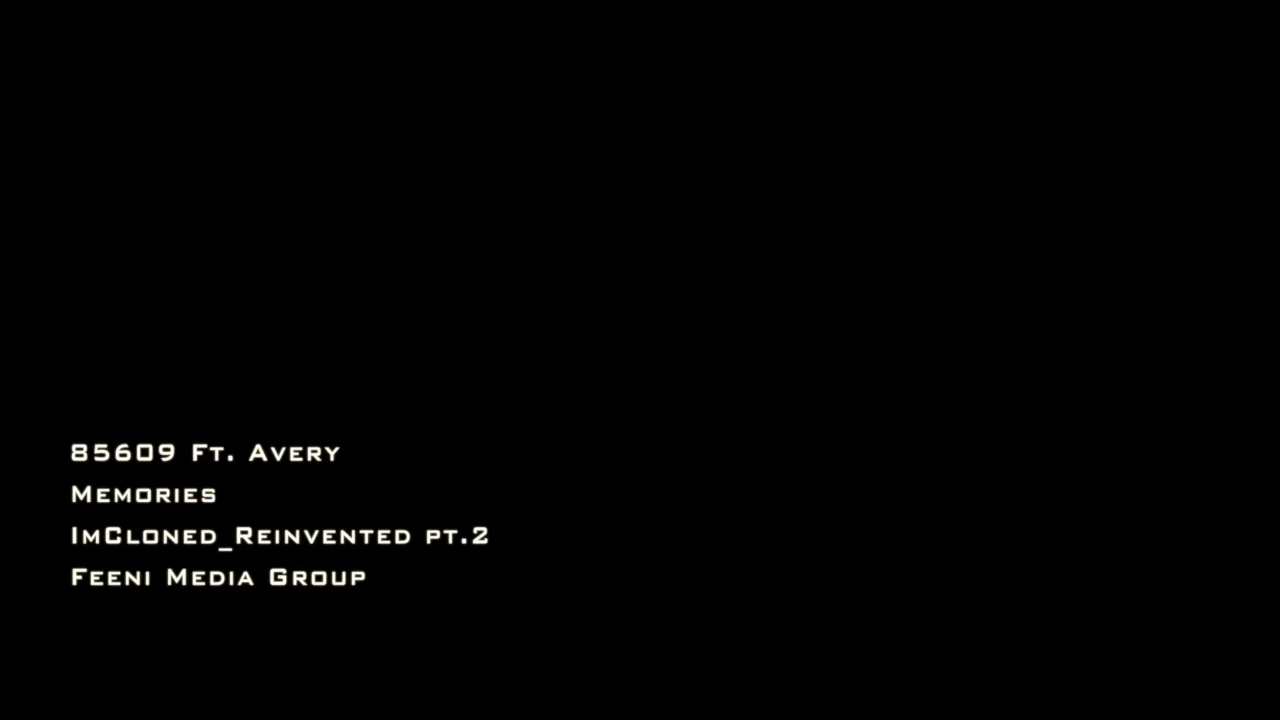 85609 Ft. Avery
Memories
ImCloned_Reinvented pt.2
Feeni Media Group